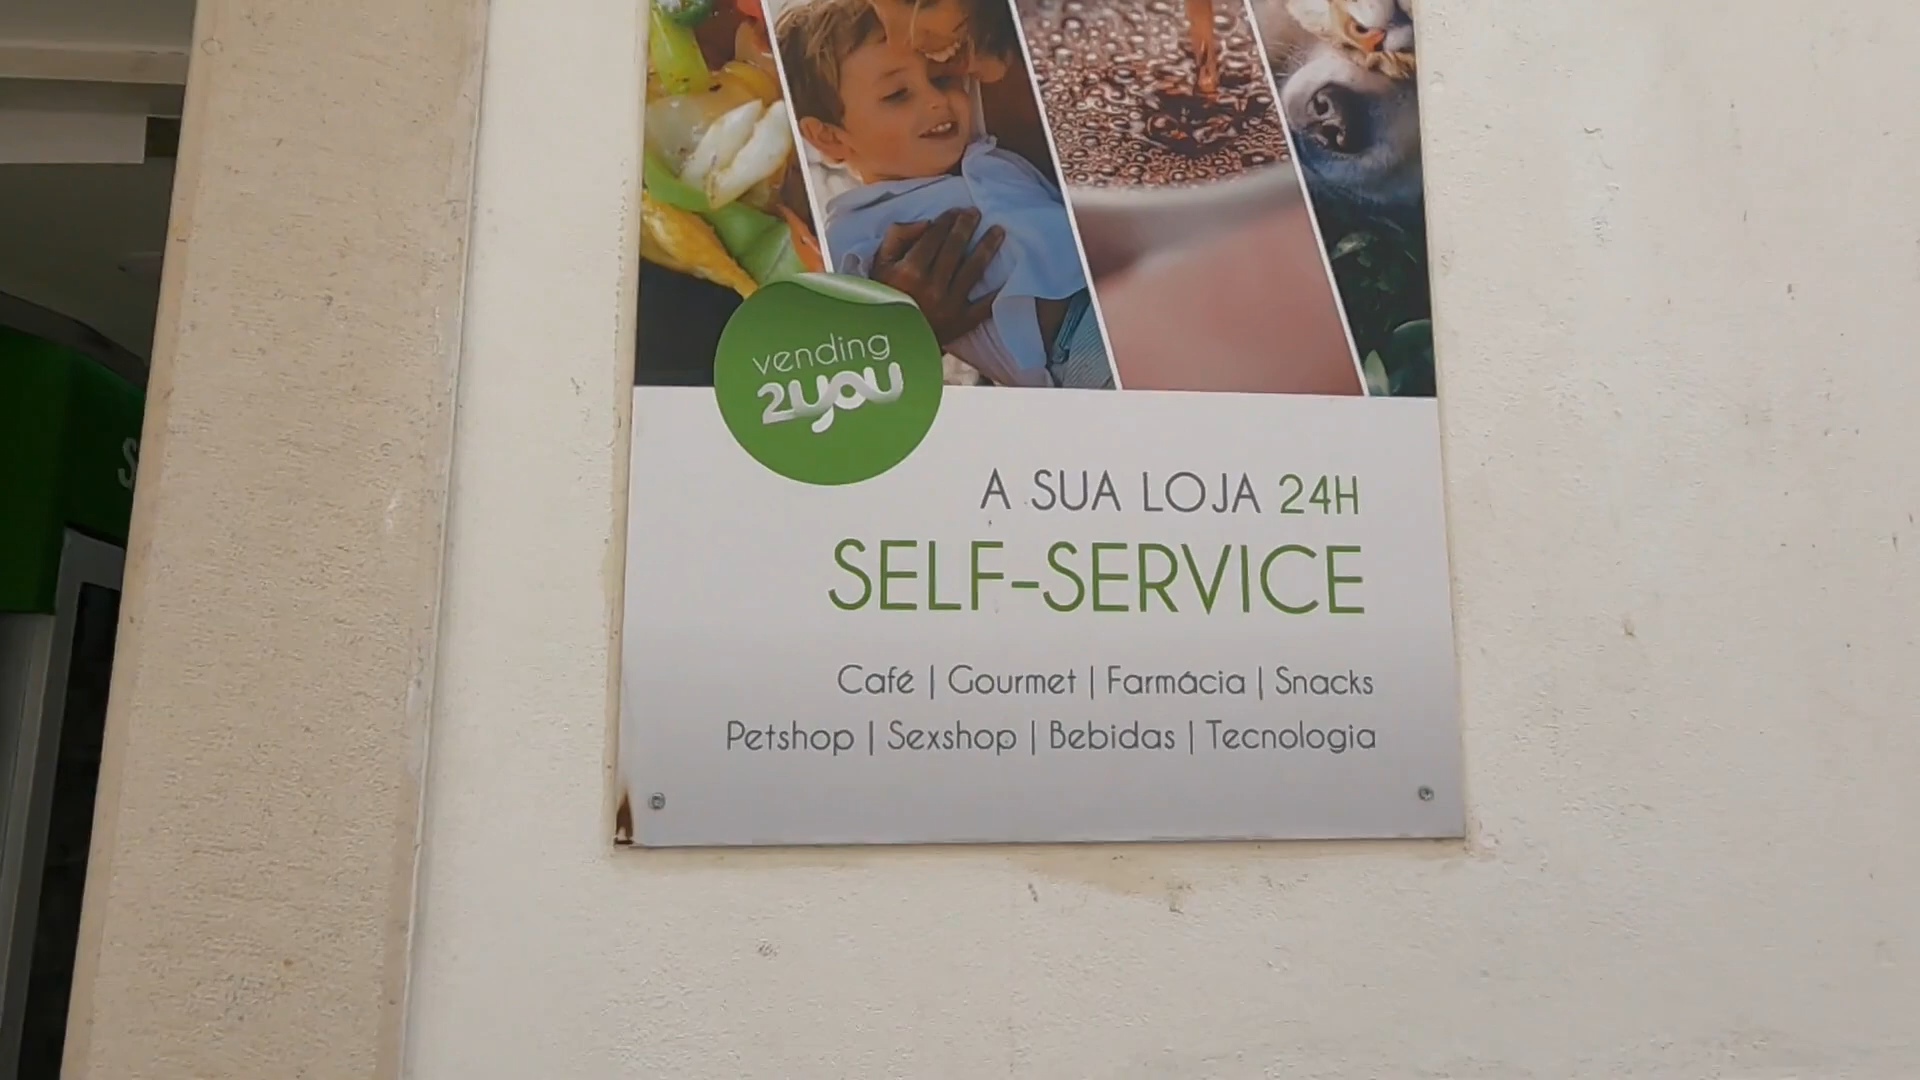 vending
2you
A SUA LOJA 24H
SELF-SERVICE
Café | Gourmet | Farmácia | Snacks
Petshop | Sexshop | Bebidas | Tecnologia